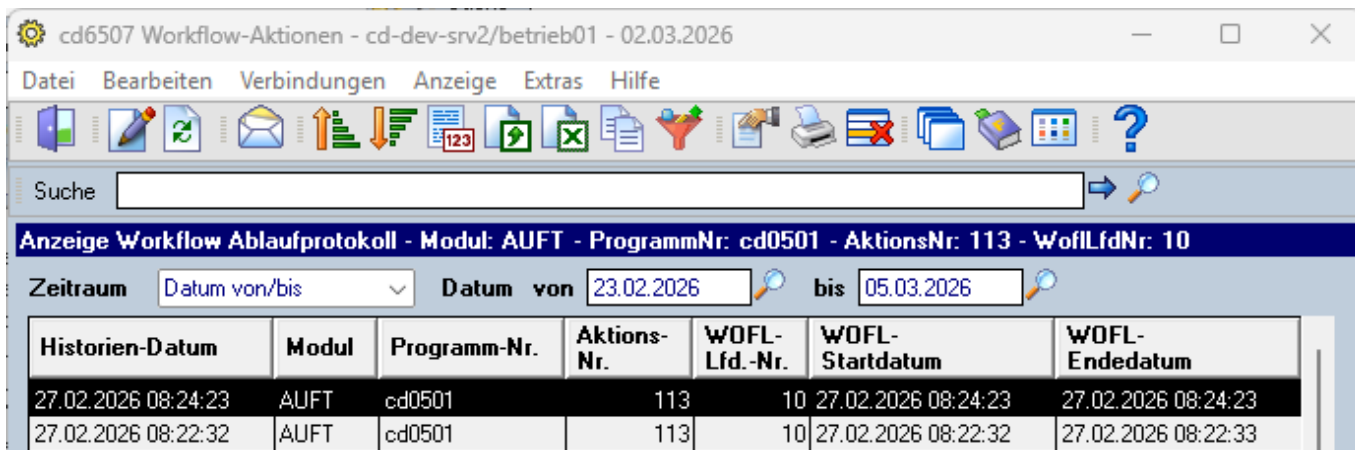 cd6507 Workflow-Aktionen - cd-dev-srv2/betrieb01 - 02.03.2026
Datei Bearbeiten Verbindungen Anzeige Extras Hilfe
123
Suche
Anzeige Workflow Ablaufprotokoll - Modul: AUFT - ProgrammNr: cd0501 - AktionsNr: 113 - WoflLfdNr: 10
Zeitraum Datum von/bis Datum von 23.02.2026 bis 05.03.2026
Historien-Datum Modul Programm-Nr. Aktions-Nr. WOFL-Lfd.-Nr. WOFL-Startdatum WOFL-Endedatum
27.02.2026 08:24:23 AUFT cd0501 113 10 27.02.2026 08:24:23 27.02.2026 08:24:23
27.02.2026 08:22:32 AUFT cd0501 113 10 27.02.2026 08:22:32 27.02.2026 08:22:33